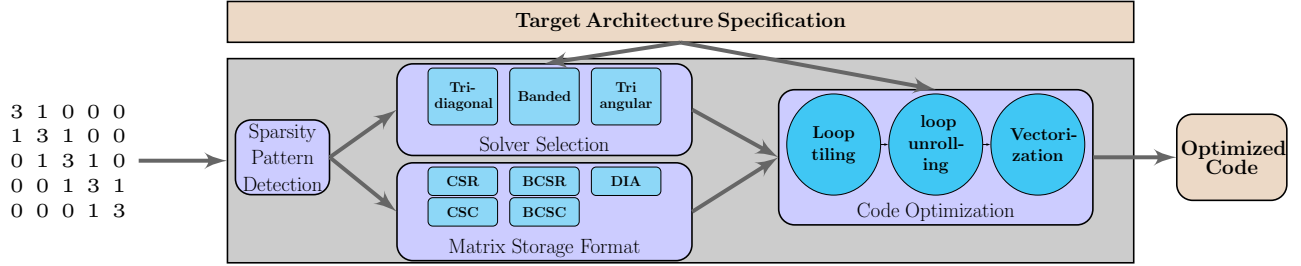 Target Architecture Specification
3 1 0 0 0
1 3 1 0 0
0 1 3 1 0
0 0 1 3 1
0 0 0 1 3
Sparsity
Pattern
Detection
Tri-
diagonal
Banded
Tri
angular
Solver Selection
CSR
BCSR
DIA
CSC
BCSC
Matrix Storage Format
Loop
tiling
loop
unroll-
ing
Vectori-
zation
Code Optimization
Optimized
Code